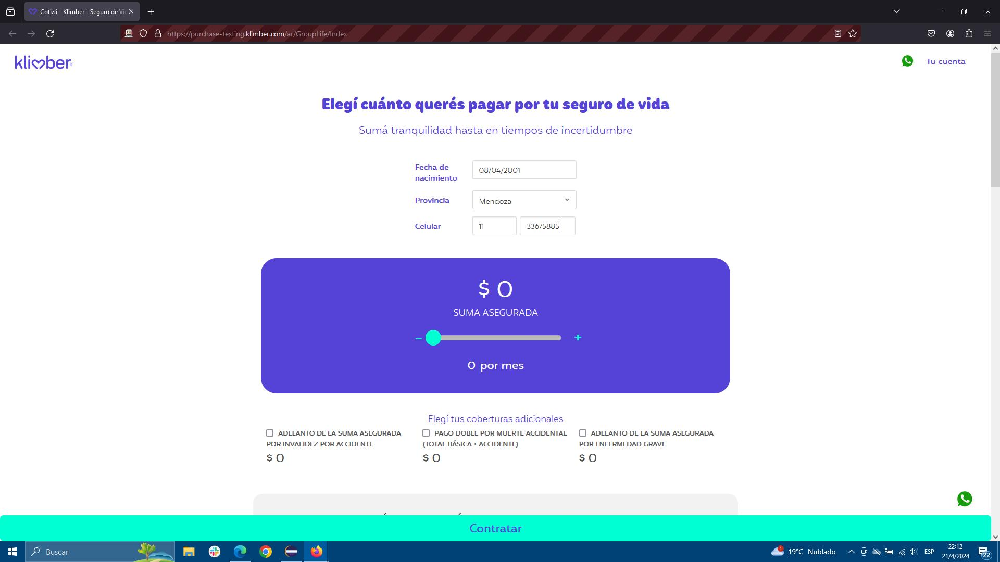 Cotizá - Klimber - Seguro de Vid
https://purchase-testing.klimber.com/ar/GroupLife/Index
klimber
Tu cuenta
Elegí cuánto querés pagar por tu seguro de vida
Sumá tranquilidad hasta en tiempos de incertidumbre
Fecha de
nacimiento
08/04/2001
Provincia
Mendoza
Celular
11
33675885
$ 0
SUMA ASEGURADA
– +
0 por mes
Elegí tus coberturas adicionales
ADELANTO DE LA SUMA ASEGURADA
POR INVALIDEZ POR ACCIDENTE
$ 0
PAGO DOBLE POR MUERTE ACCIDENTAL
(TOTAL BÁSICA + ACCIDENTE)
$ 0
ADELANTO DE LA SUMA ASEGURADA
POR ENFERMEDAD GRAVE
$ 0
Contratar
Buscar
1
19°C Nublado
ESP
22:12
21/4/2024
22